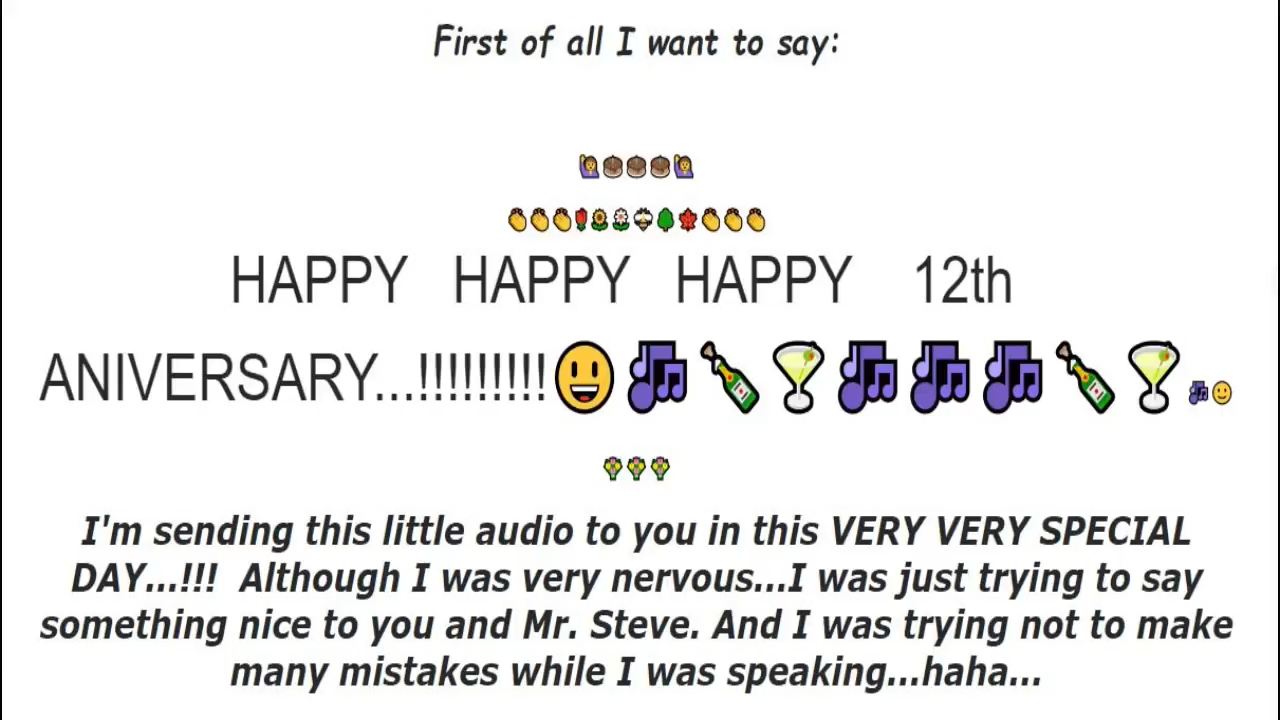 First of all I want to say:
🙋🎂🎂🎂🙋
👏👏👏🌹🌻🌼🐝🌳🍁👏👏👏
HAPPY HAPPY HAPPY 12th
ANIVERSARY...!!!!!!!!!😃🎶🍾🍸🎶🎶🎶🍾🍸🎶🙂
💐💐💐
I'm sending this little audio to you in this VERY VERY SPECIAL
DAY...!!! Although I was very nervous...I was just trying to say
something nice to you and Mr. Steve. And I was trying not to make
many mistakes while I was speaking...haha...